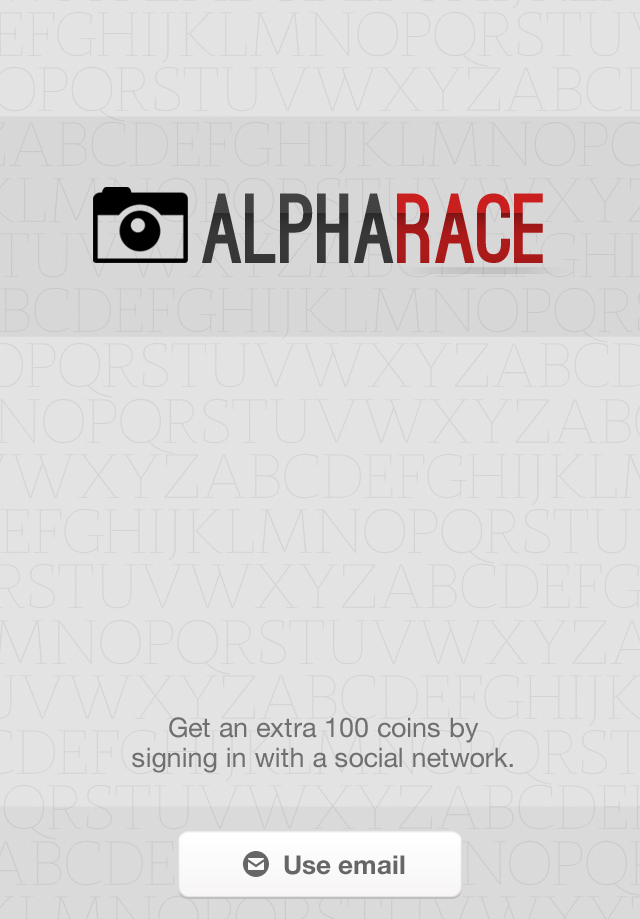 ALPHARACE
Get an extra 100 coins by
signing in with a social network.
Use email